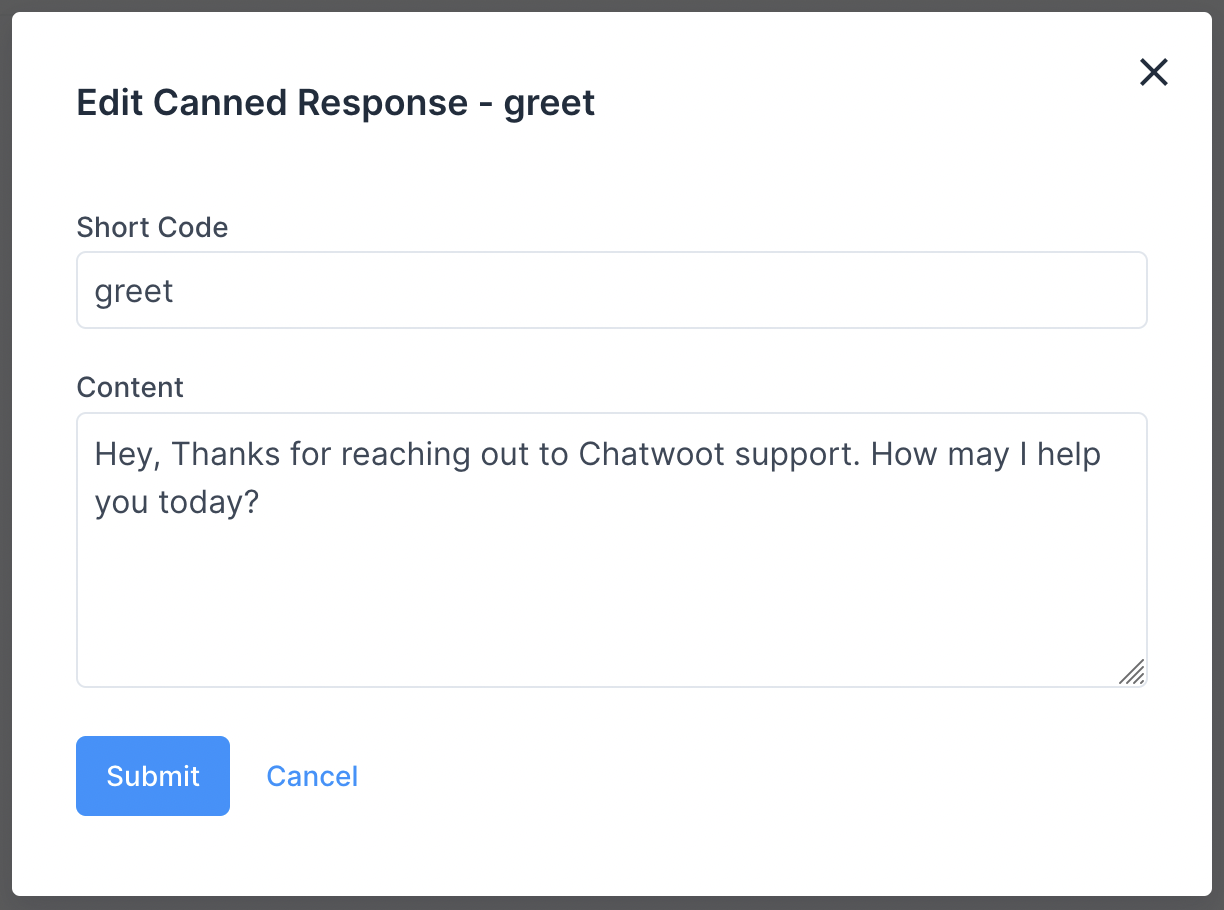 Edit Canned Response - greet
Short Code
greet
Content
Hey, Thanks for reaching out to Chatwoot support. How may I help
you today?
Submit
Cancel